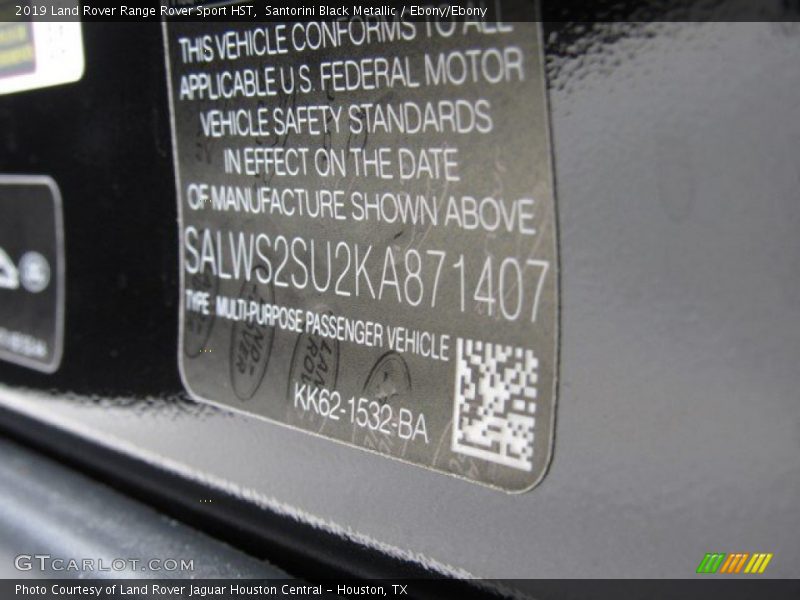 2019 Land Rover Range Rover Sport HST, Santorini Black Metallic / Ebony/Ebony
THIS VEHICLE CONFORMS TO ALL
APPLICABLE U.S. FEDERAL MOTOR
VEHICLE SAFETY STANDARDS
IN EFFECT ON THE DATE
OF MANUFACTURE SHOWN ABOVE
SALWS2SU2KA871407
TYPE MULTI-PURPOSE PASSENGER VEHICLE
KK62-1532-BA
GTCARLOT.COM
Photo Courtesy of Land Rover Jaguar Houston Central - Houston, TX